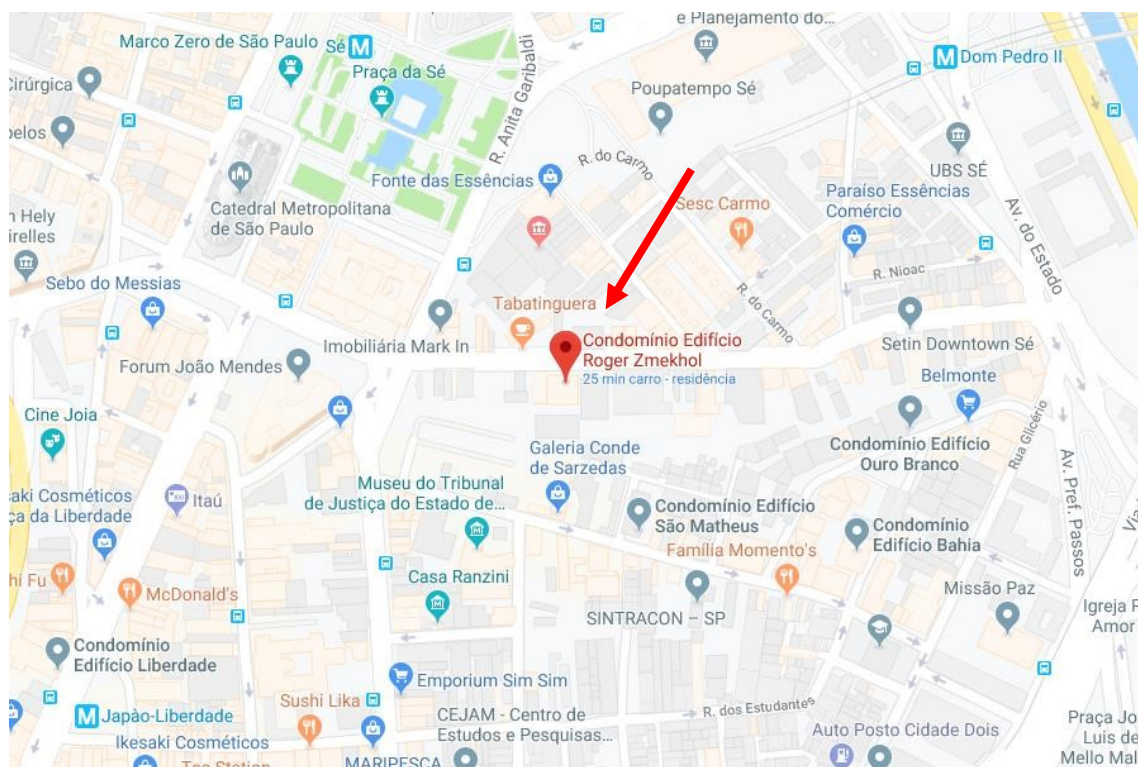 e Planejamento do...
Marco Zero de São Paulo
Sé
M
M
Dom Pedro II
Praça da Sé
Cirúrgica
R. Anita Garibaldi
Poupatempo Sé
R. do Carmo
Fonte das Essências
UBS SÉ
Catedral Metropolitana
de São Paulo
Sesc Carmo
Paraíso Essências
Comércio
n Hely
Av. do Estado
R. Nioac
Sebo do Messias
Tabatinguera
R. do Carmo
Condomínio Edifício
Roger Zmekhol
25 min carro - residência
Imobiliária Mark In
Setin Downtown Sé
Forum João Mendes
Belmonte
Cine Joia
Rua Glicério
Galeria Conde
de Sarzedas
Condomínio Edifício
Ouro Branco
Museu do Tribunal
de Justiça do Estado de...
Av. Pref. Passos
saki Cosméticos
ça da Liberdade
Itaú
Condomínio Edifício
São Matheus
Condomínio
Edifício Bahia
Família Momento's
Casa Ranzini
hi Fu
McDonald's
Missão Paz
SINTRACON – SP
Igreja P
Amor
Condomínio
Edifício Liberdade
Emporium Sim Sim
Sushi Lika
R. dos Estudantes
M
Japão-Liberdade
CEJAM - Centro de
Estudos e Pesquisas...
Auto Posto Cidade Dois
Praça Jo
Luis de
Mello Mal
Ikesaki Cosméticos
MARIPESCA